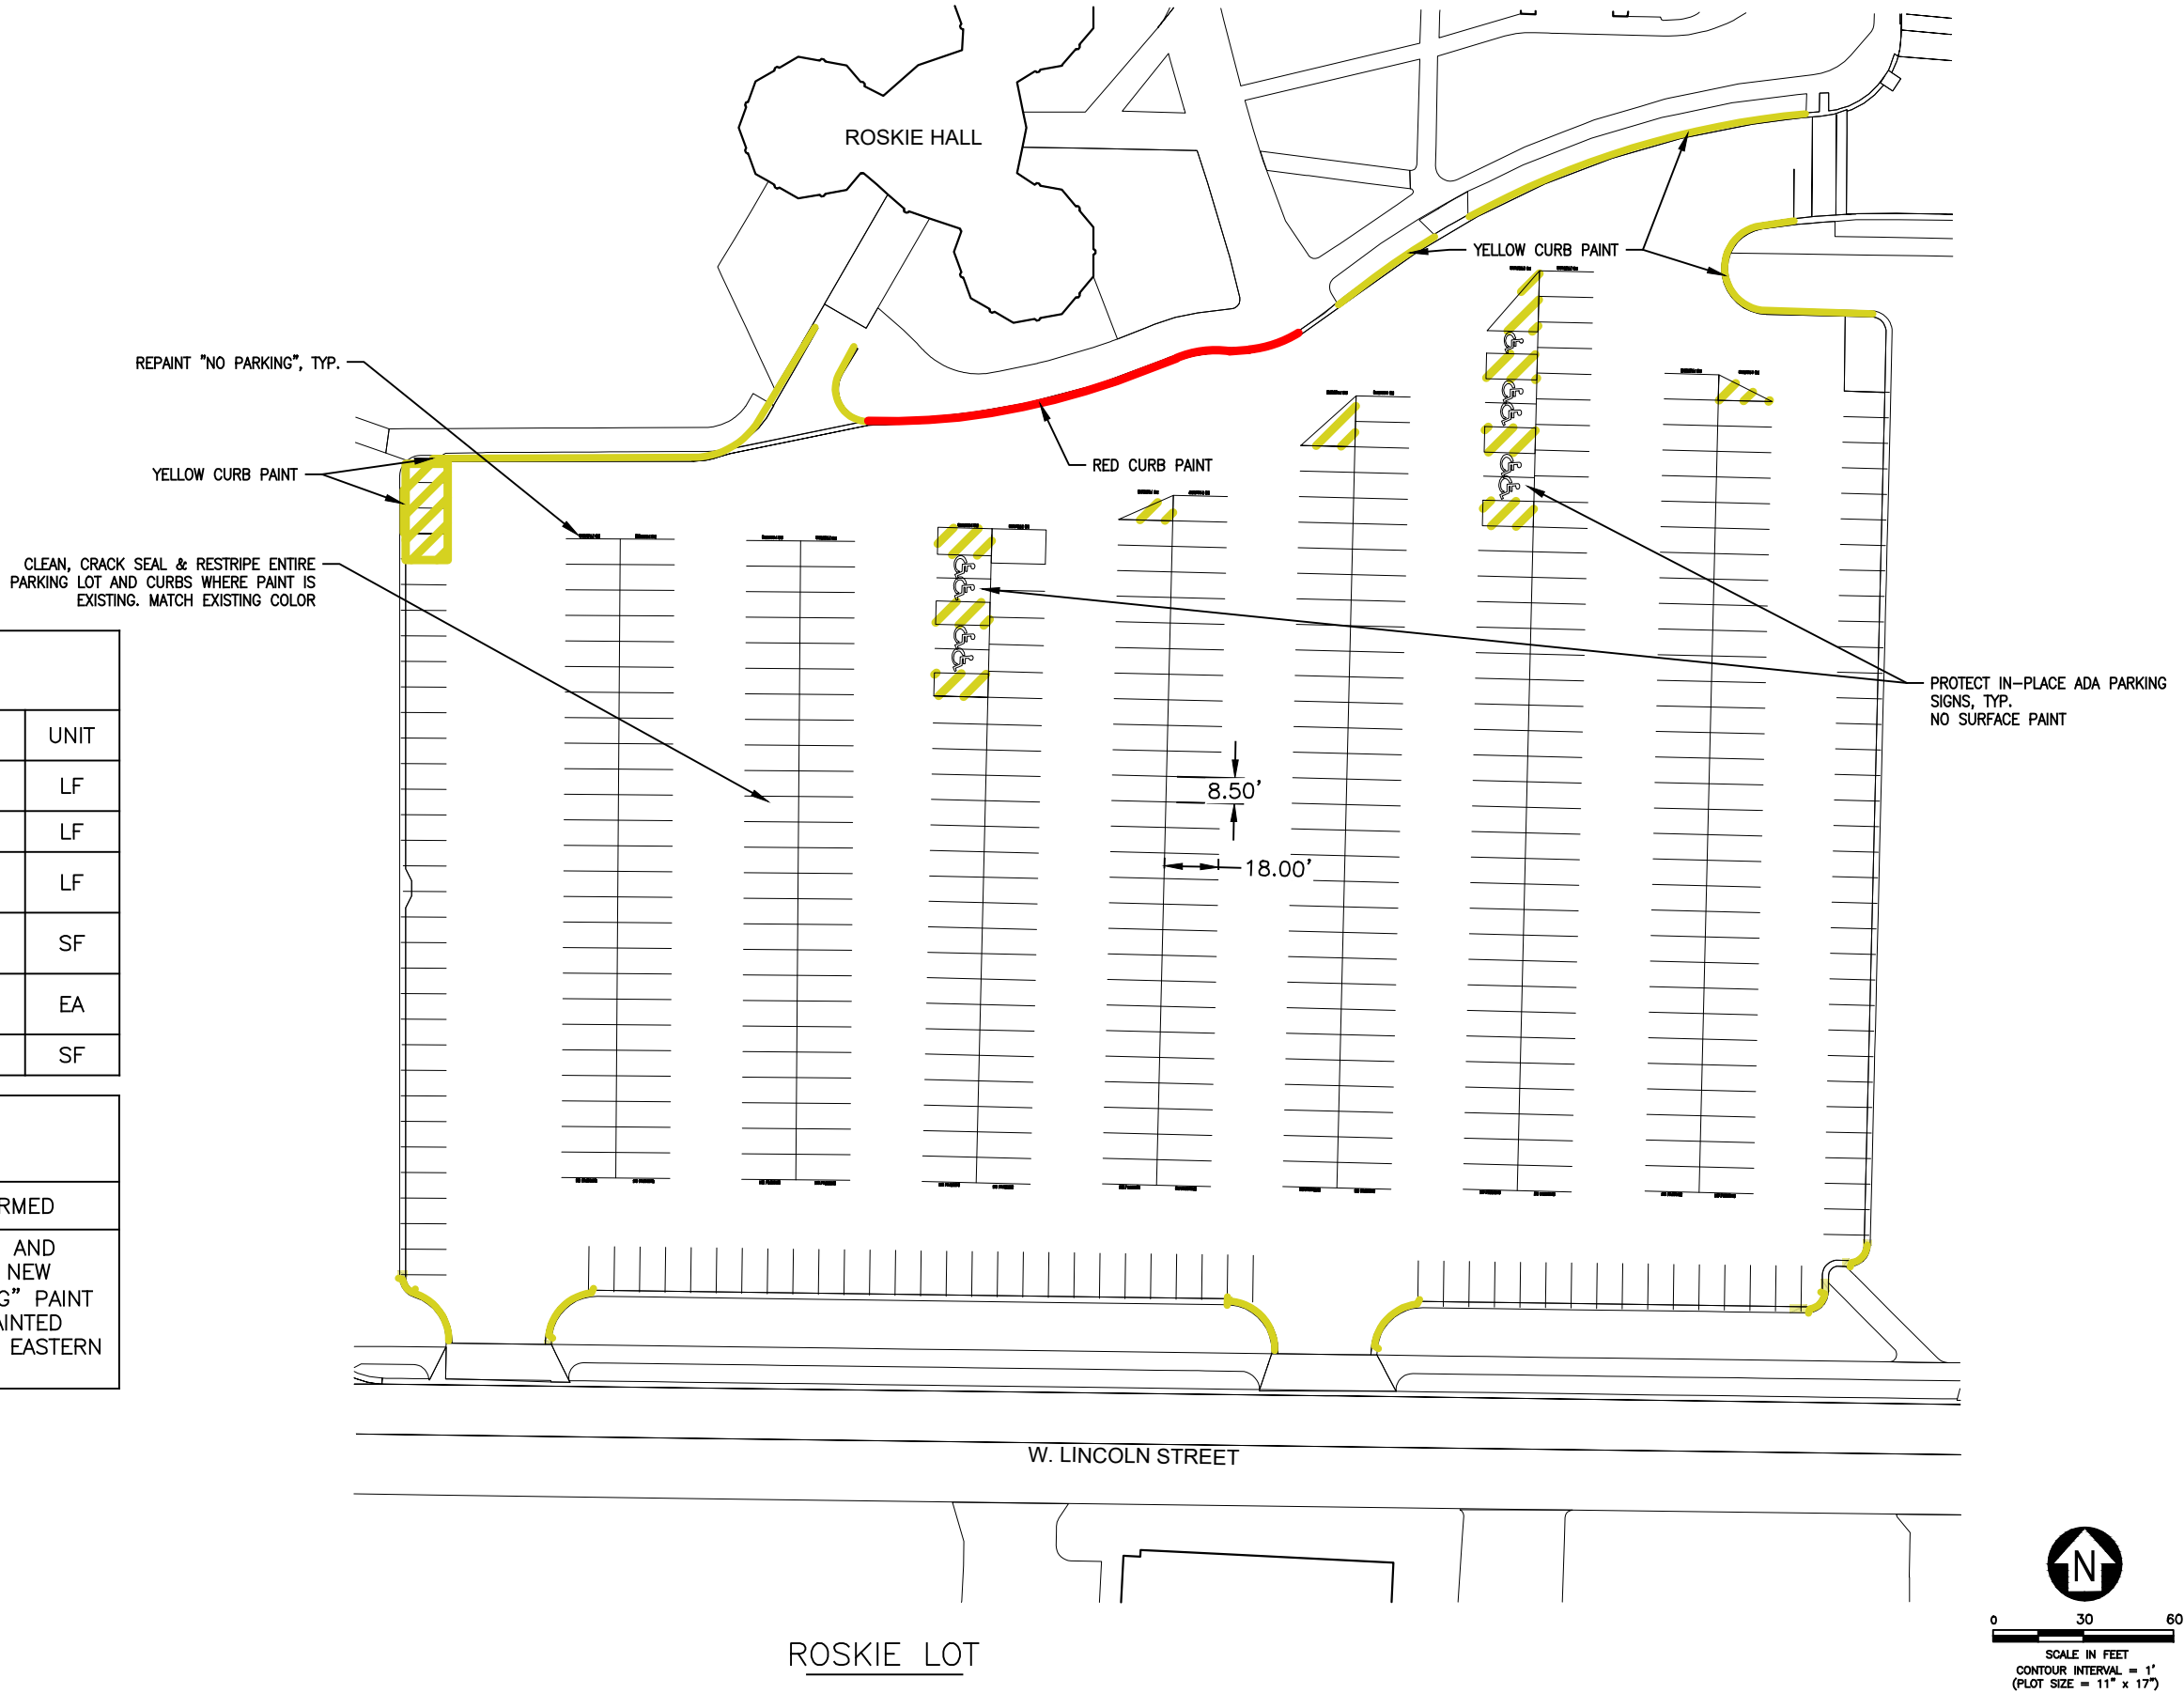 ROSKIE HALL
YELLOW CURB PAINT
REPAINT "NO PARKING", TYP.
YELLOW CURB PAINT
RED CURB PAINT
CLEAN, CRACK SEAL & RESTRIPE ENTIRE
PARKING LOT AND CURBS WHERE PAINT IS
EXISTING. MATCH EXISTING COLOR
PROTECT IN-PLACE ADA PARKING
SIGNS, TYP.
NO SURFACE PAINT
UNIT
LF
LF
LF
SF
EA
SF
8.50'
18.00'
RMED
AND
NEW
G" PAINT
AINTED
EASTERN
W. LINCOLN STREET
ROSKIE LOT
N
0 30 60
SCALE IN FEET
CONTOUR INTERVAL = 1'
(PLOT SIZE = 11" x 17")